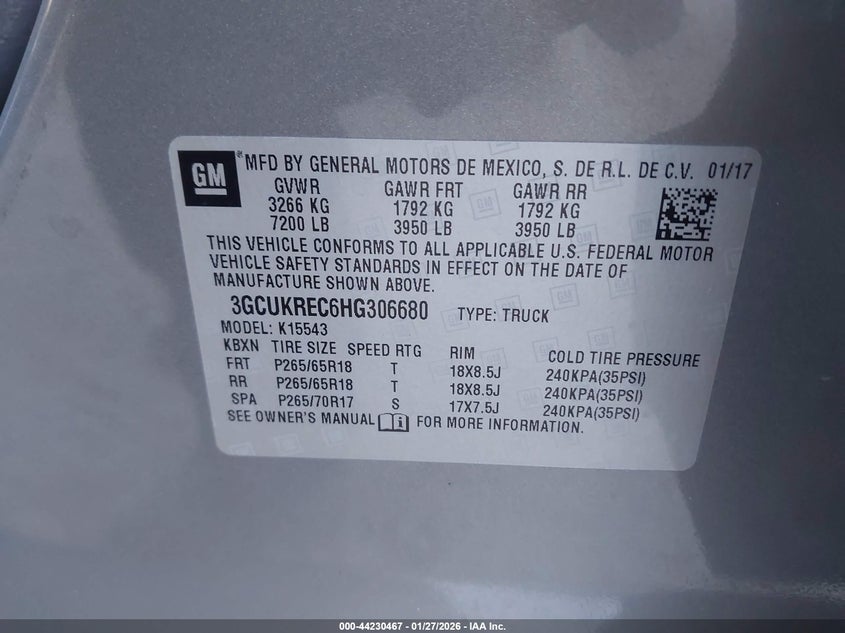 GM ® MFD BY GENERAL MOTORS DE MEXICO, S. DE R.L. DE C.V. 01/17
GVWR GAWR FRT GAWR RR
3266 KG 1792 KG 1792 KG
7200 LB 3950 LB 3950 LB
THIS VEHICLE CONFORMS TO ALL APPLICABLE U.S. FEDERAL MOTOR
VEHICLE SAFETY STANDARDS IN EFFECT ON THE DATE OF
MANUFACTURE SHOWN ABOVE.
3GCUKREC6HG306680 TYPE: TRUCK
MODEL: K15543
KBXN TIRE SIZE SPEED RTG RIM COLD TIRE PRESSURE
FRT P265/65R18 T 18X8.5J 240KPA(35PSI)
RR P265/65R18 T 18X8.5J 240KPA(35PSI)
SPA P265/70R17 S 17X7.5J 240KPA(35PSI)
SEE OWNER'S MANUAL FOR MORE INFORMATION.
000-44230467 - 01/27/2026 - IAA Inc.